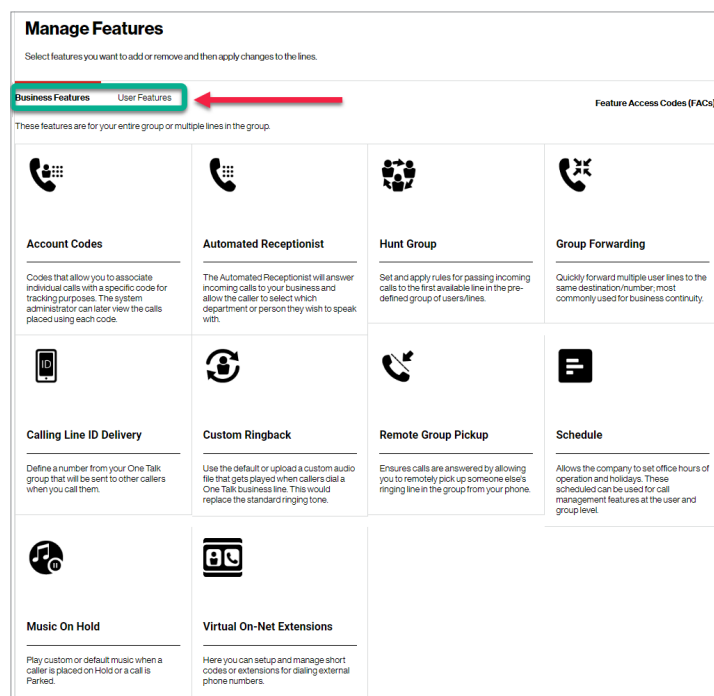 Manage Features
Select features you want to add or remove and then apply changes to the lines.
Business Features
User Features
Feature Access Codes (FACs)
These features are for your entire group or multiple lines in the group.
Account Codes
Codes that allow you to associate
individual calls with a specific code for
tracking purposes. The system
administrator can later view the calls
placed using each code.
Automated Receptionist
The Automated Receptionist will answer
incoming calls to your business and
allow the caller to select which
department or person they wish to speak
with.
Hunt Group
Set and apply rules for passing incoming
calls to the first available line in the pre-
defined group of users/lines.
Group Forwarding
Quickly forward multiple user lines to the
same destination/number; most
commonly used for business continuity.
ID
Calling Line ID Delivery
Define a number from your One Talk
group that will be sent to other callers
when you call them.
Custom Ringback
Use the default or upload a custom audio
file that gets played when callers dial a
One Talk business line. This would
replace the standard ringing tone.
Remote Group Pickup
Ensures calls are answered by allowing
you to remotely pick up someone else's
ringing line in the group from your phone.
Schedule
Allows the company to set office hours of
operation and holidays. These
scheduled can be used for call
management features at the user and
group level.
Music On Hold
Play custom or default music when a
caller is placed on Hold or a call is
Parked.
Virtual On-Net Extensions
Here you can setup and manage short
codes or extensions for dialing external
phone numbers.